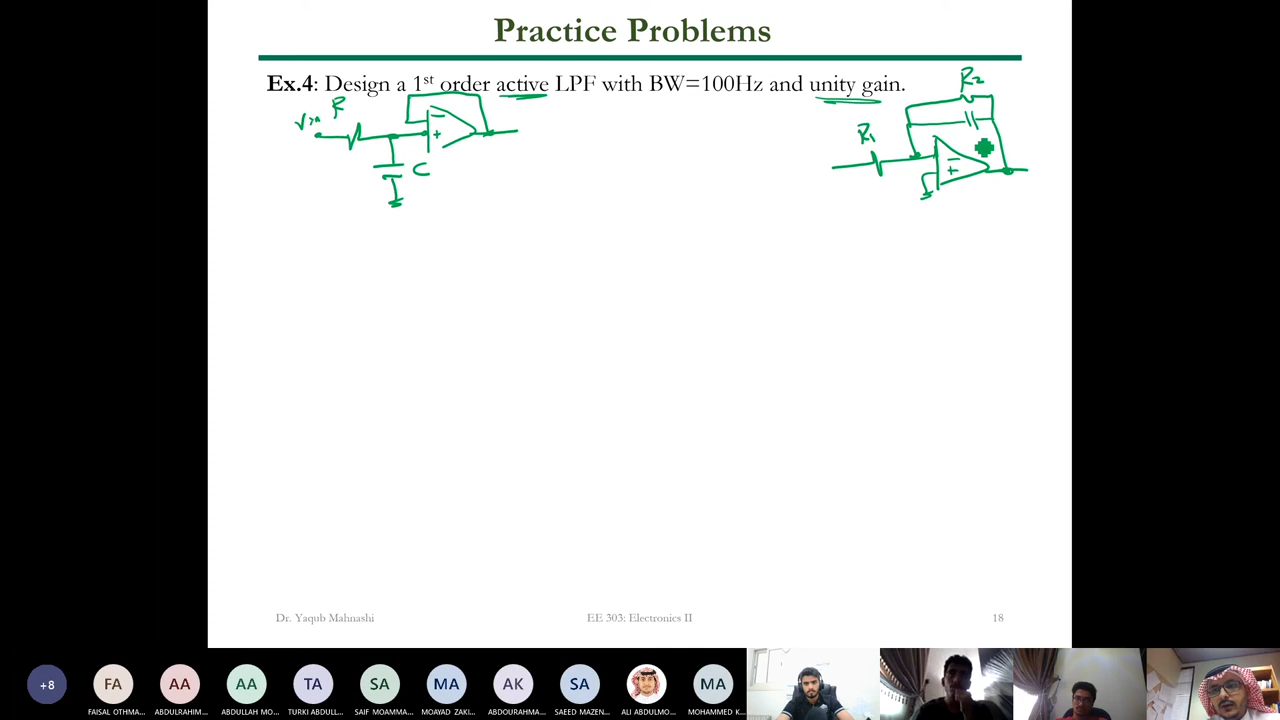 Practice Problems
Ex.4: Design a 1st order active LPF with BW=100Hz and unity gain.
R2
R
Vin
R1
C
Dr. Yaqub Mahnashi
EE 303: Electronics II
18
+8
FA
AA
AA
TA
SA
MA
AK
SA
MA
FAISAL OTHMA...
ABDULRAHIM...
ABDULLAH MO...
TURKI ABDULL...
SAIF MOAMMA...
MOAYAD ZAKI...
ABDOURAHMA...
SAEED MAZEN...
ALI ABDULMO...
MOHAMMED K...